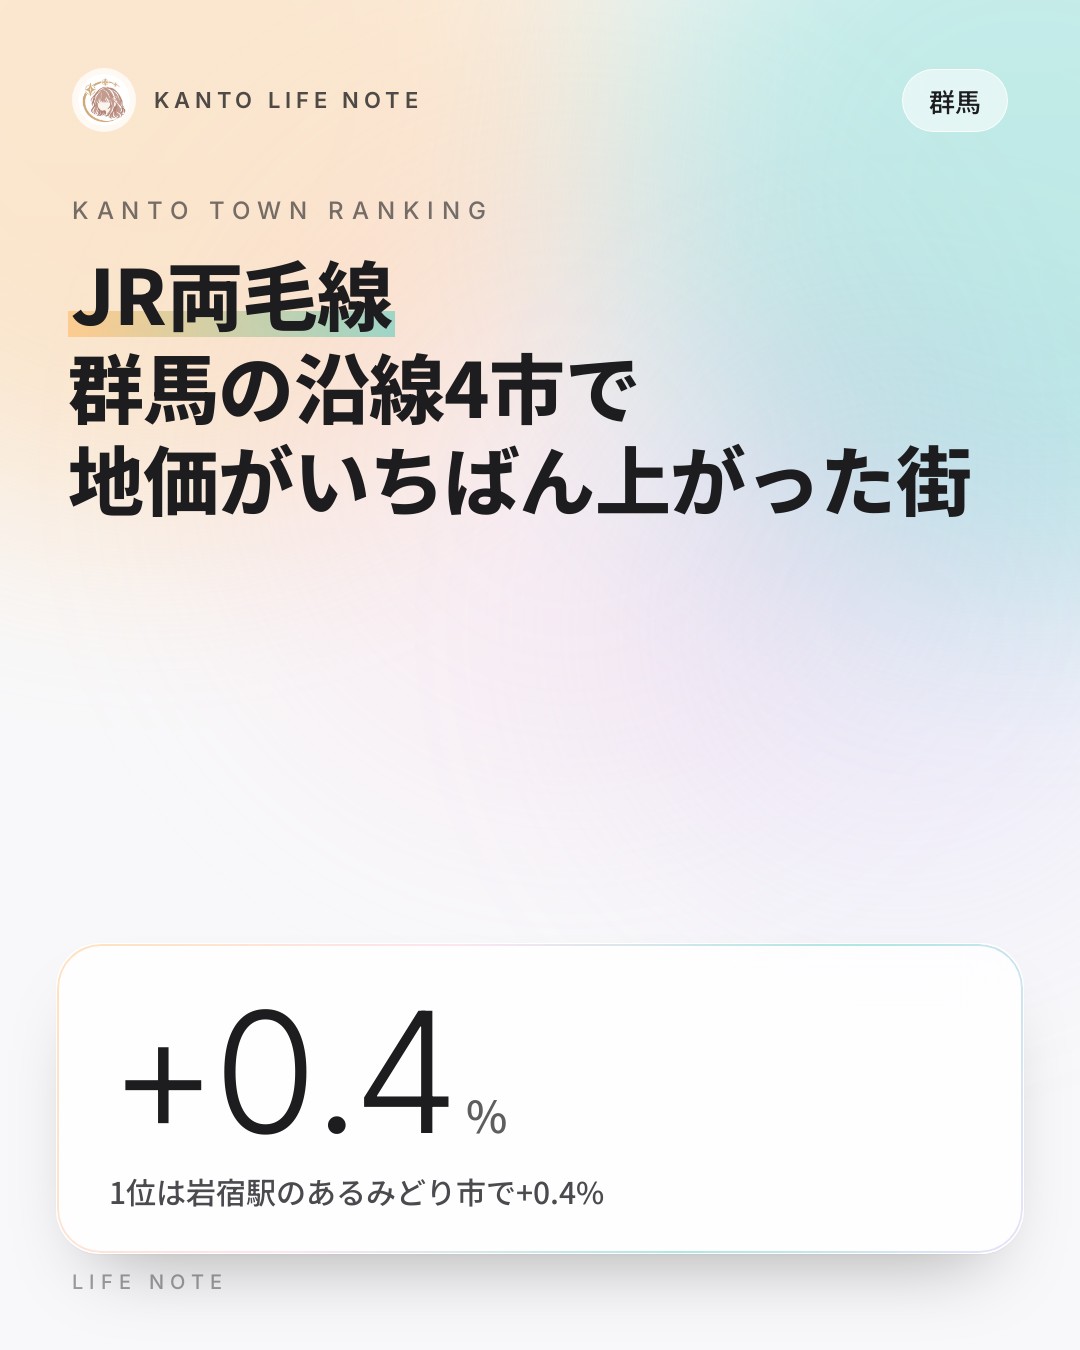 KANTO LIFE NOTE
群馬
KANTO TOWN RANKING
JR両毛線
群馬の沿線4市で
地価がいちばん上がった街
+0.4%
1位は岩宿駅のあるみどり市で+0.4%
LIFE NOTE